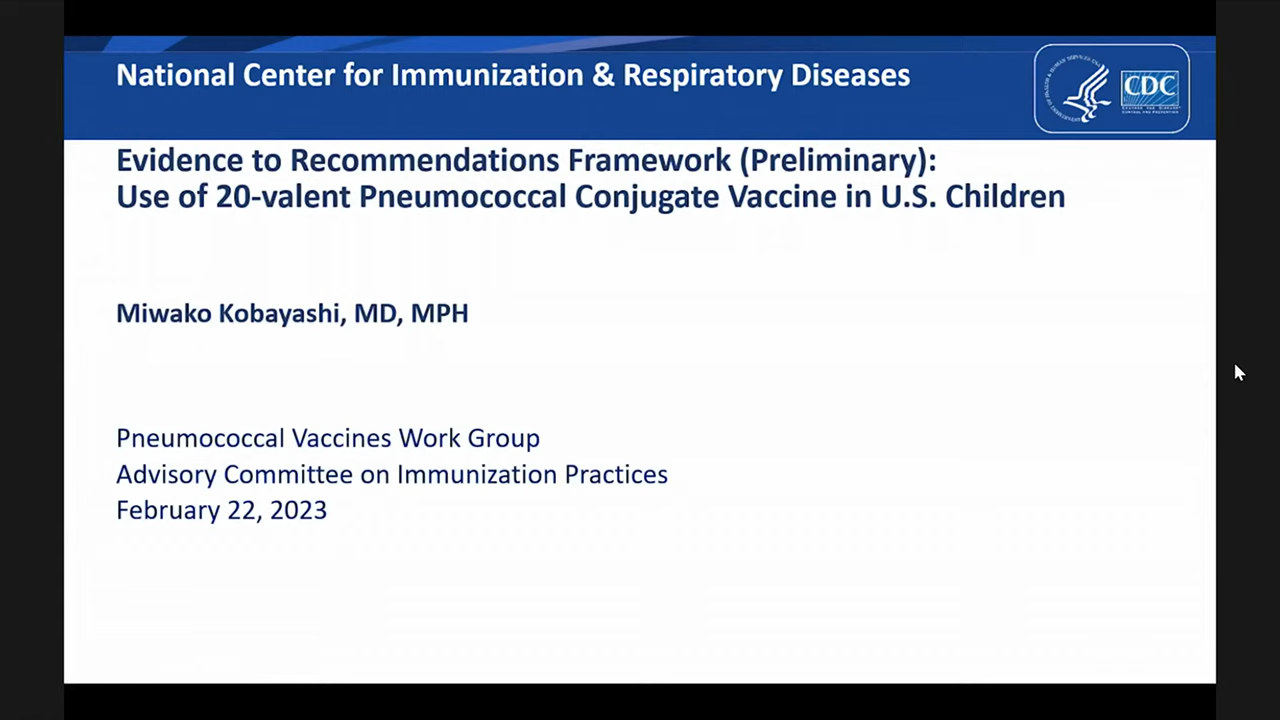 National Center for Immunization & Respiratory Diseases
CDC
Evidence to Recommendations Framework (Preliminary):
Use of 20-valent Pneumococcal Conjugate Vaccine in U.S. Children
Miwako Kobayashi, MD, MPH
Pneumococcal Vaccines Work Group
Advisory Committee on Immunization Practices
February 22, 2023